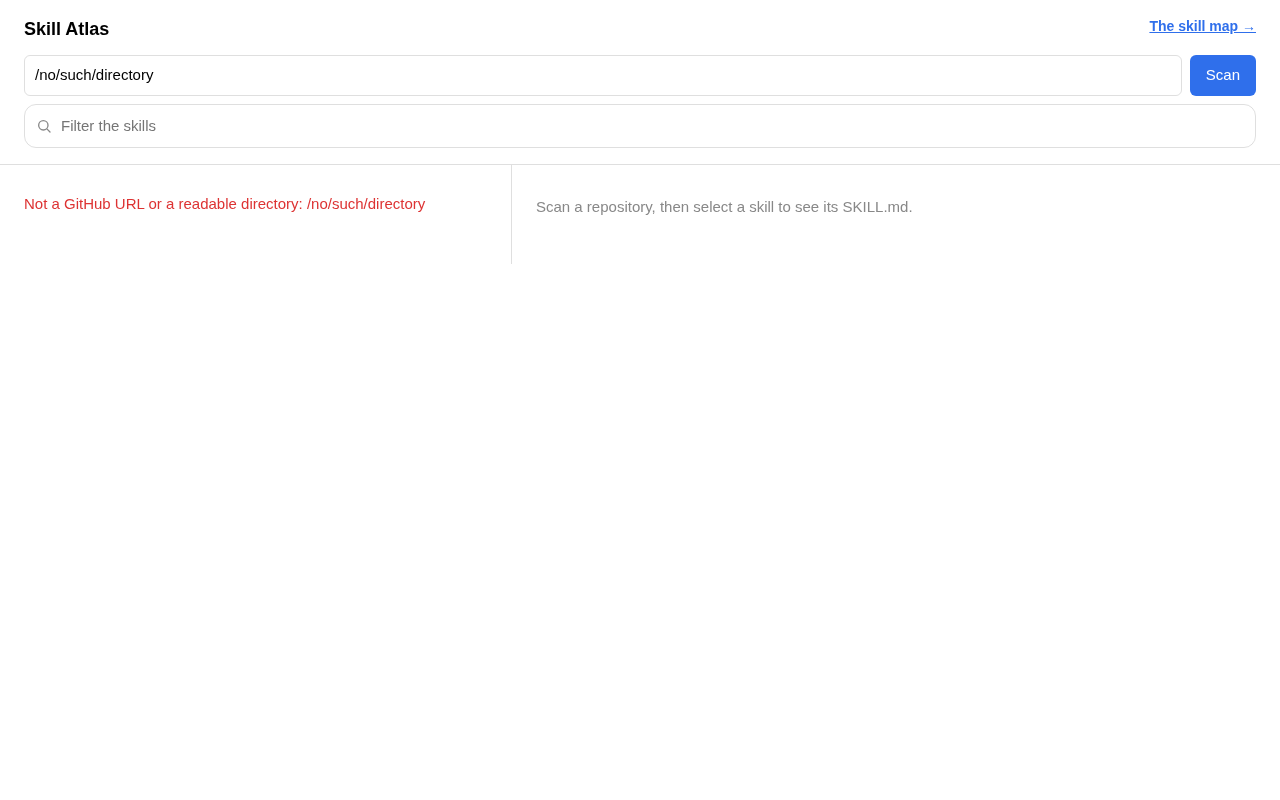 Skill Atlas
The skill map →
/no/such/directory
Scan
Filter the skills
Not a GitHub URL or a readable directory: /no/such/directory
Scan a repository, then select a skill to see its SKILL.md.